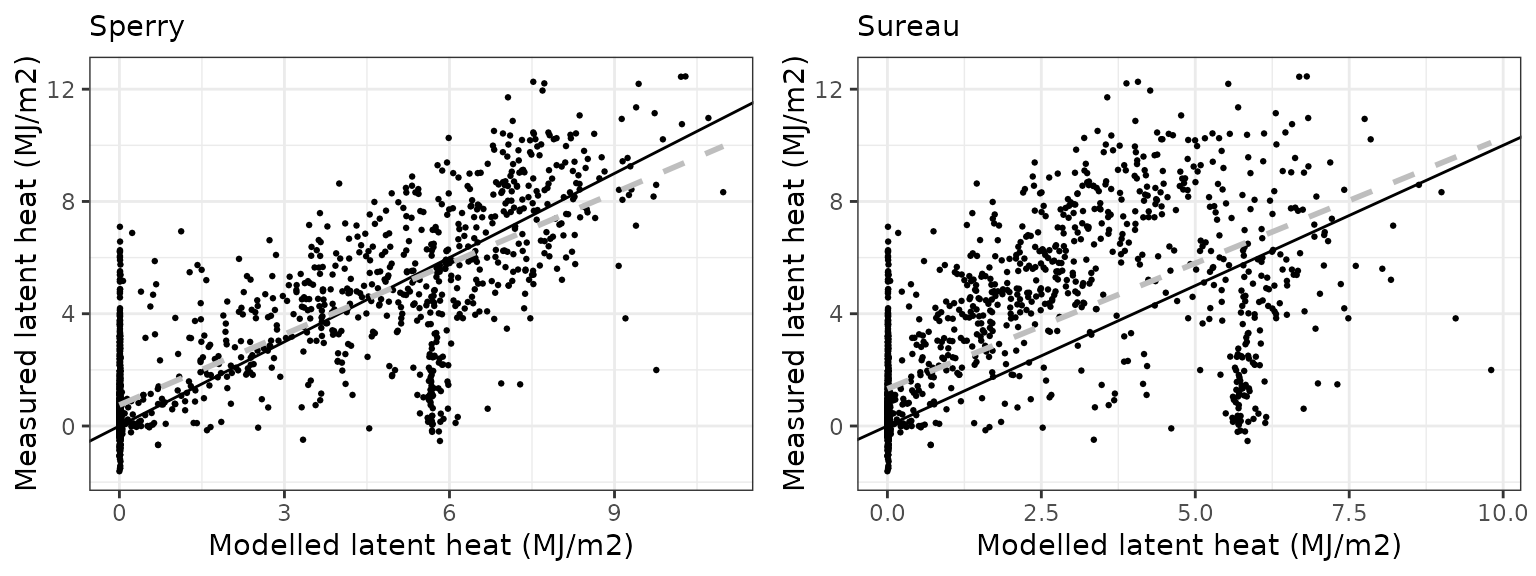 Sperry
Measured latent heat (MJ/m2)
12
8
4
0
0 3 6 9
Modelled latent heat (MJ/m2)
Sureau
Measured latent heat (MJ/m2)
12
8
4
0
0.0 2.5 5.0 7.5 10.0
Modelled latent heat (MJ/m2)